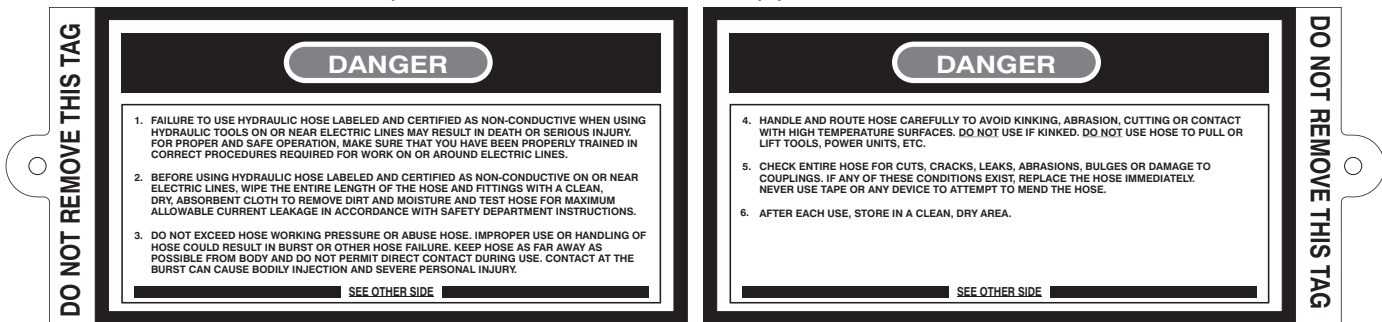 DO NOT REMOVE THIS TAG
DANGER
1. FAILURE TO USE HYDRAULIC HOSE LABELED AND CERTIFIED AS NON-CONDUCTIVE WHEN USING
HYDRAULIC TOOLS ON OR NEAR ELECTRIC LINES MAY RESULT IN DEATH OR SERIOUS INJURY.
FOR PROPER AND SAFE OPERATION, MAKE SURE THAT YOU HAVE BEEN PROPERLY TRAINED IN
CORRECT PROCEDURES REQUIRED FOR WORK ON OR AROUND ELECTRIC LINES.
2. BEFORE USING HYDRAULIC HOSE LABELED AND CERTIFIED AS NON-CONDUCTIVE ON OR NEAR
ELECTRIC LINES, WIPE THE ENTIRE LENGTH OF THE HOSE AND FITTINGS WITH A CLEAN,
DRY, ABSORBENT CLOTH TO REMOVE DIRT AND MOISTURE AND TEST HOSE FOR MAXIMUM
ALLOWABLE CURRENT LEAKAGE IN ACCORDANCE WITH SAFETY DEPARTMENT INSTRUCTIONS.
3. DO NOT EXCEED HOSE WORKING PRESSURE OR ABUSE HOSE. IMPROPER USE OR HANDLING OF
HOSE COULD RESULT IN BURST OR OTHER HOSE FAILURE. KEEP HOSE AS FAR AWAY AS
POSSIBLE FROM BODY AND DO NOT PERMIT DIRECT CONTACT DURING USE. CONTACT AT THE
BURST CAN CAUSE BODILY INJECTION AND SEVERE PERSONAL INJURY.
SEE OTHER SIDE
DANGER
4. HANDLE AND ROUTE HOSE CAREFULLY TO AVOID KINKING, ABRASION, CUTTING OR CONTACT
WITH HIGH TEMPERATURE SURFACES. DO NOT USE IF KINKED. DO NOT USE HOSE TO PULL OR
LIFT TOOLS, POWER UNITS, ETC.
5. CHECK ENTIRE HOSE FOR CUTS, CRACKS, LEAKS, ABRASIONS, BULGES OR DAMAGE TO
COUPLINGS. IF ANY OF THESE CONDITIONS EXIST, REPLACE THE HOSE IMMEDIATELY.
NEVER USE TAPE OR ANY DEVICE TO ATTEMPT TO MEND THE HOSE.
6. AFTER EACH USE, STORE IN A CLEAN, DRY AREA.
SEE OTHER SIDE
DO NOT REMOVE THIS TAG